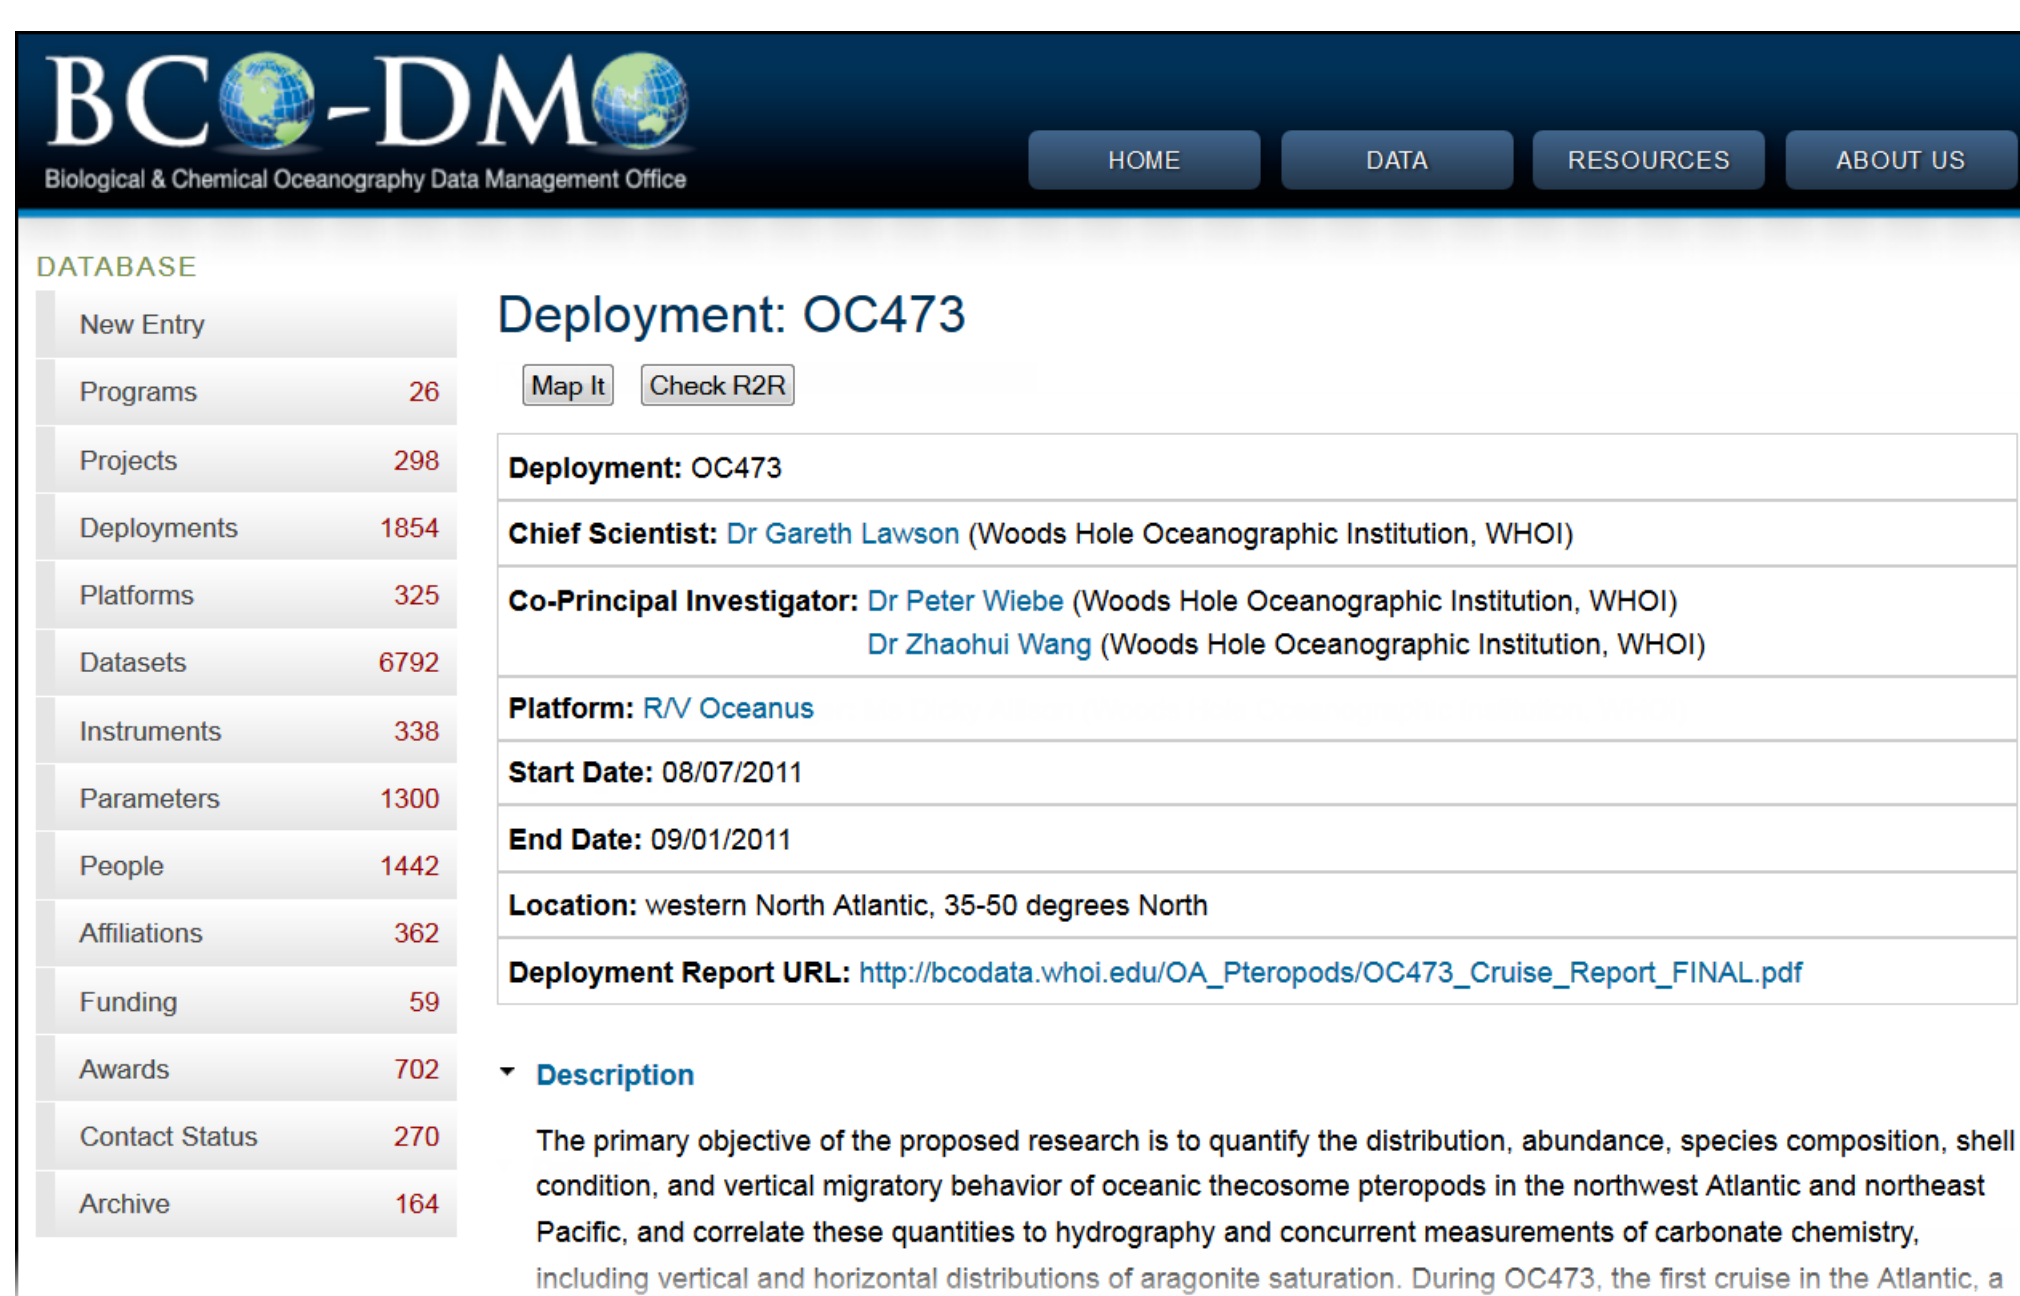 BCO-DMO
Biological & Chemical Oceanography Data Management Office
HOME
DATA
RESOURCES
ABOUT US
DATABASE
New Entry
Programs 26
Projects 298
Deployments 1854
Platforms 325
Datasets 6792
Instruments 338
Parameters 1300
People 1442
Affiliations 362
Funding 59
Awards 702
Contact Status 270
Archive 164
Deployment: OC473
Map It
Check R2R
Deployment: OC473
Chief Scientist: Dr Gareth Lawson (Woods Hole Oceanographic Institution, WHOI)
Co-Principal Investigator: Dr Peter Wiebe (Woods Hole Oceanographic Institution, WHOI)
Dr Zhaohui Wang (Woods Hole Oceanographic Institution, WHOI)
Platform: R/V Oceanus
Start Date: 08/07/2011
End Date: 09/01/2011
Location: western North Atlantic, 35-50 degrees North
Deployment Report URL: http://bcodata.whoi.edu/OA_Pteropods/OC473_Cruise_Report_FINAL.pdf
Description
The primary objective of the proposed research is to quantify the distribution, abundance, species composition, shell
condition, and vertical migratory behavior of oceanic thecosome pteropods in the northwest Atlantic and northeast
Pacific, and correlate these quantities to hydrography and concurrent measurements of carbonate chemistry,
including vertical and horizontal distributions of aragonite saturation. During OC473, the first cruise in the Atlantic, a